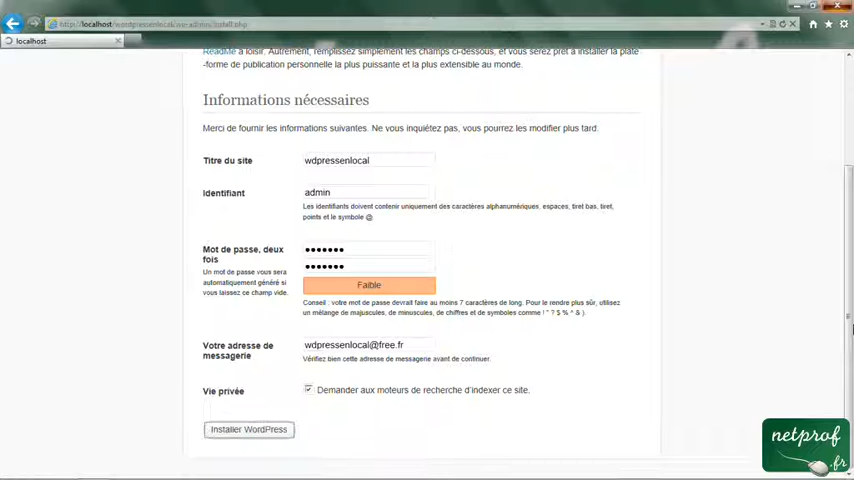 http://localhost/wordpressenlocal/wp-admin/install.php
localhost
ReadMe à loisir. Autrement, remplissez simplement les champs ci-dessous, et vous serez prêt à installer la plate
-forme de publication personnelle la plus puissante et la plus extensible au monde.
Informations nécessaires
Merci de fournir les informations suivantes. Ne vous inquiétez pas, vous pourrez les modifier plus tard.
Titre du site
wdpressenlocal
Identifiant
admin
Les identifiants doivent contenir uniquement des caractères alphanumériques, espaces, tiret bas, tiret,
points et le symbole @
Mot de passe, deux
fois
Un mot de passe vous sera
automatiquement généré si
vous laissez ce champ vide.
●●●●●●●
●●●●●●●
Faible
Conseil : votre mot de passe devrait faire au moins 7 caractères de long. Pour le rendre plus sûr, utilisez
un mélange de majuscules, de minuscules, de chiffres et de symboles comme ! " ? $ % ^ & ).
Votre adresse de
messagerie
wdpressenlocal@free.fr
Vérifiez bien cette adresse de messagerie avant de continuer.
Vie privée
Demander aux moteurs de recherche d'indexer ce site.
Installer WordPress
netprof
.fr